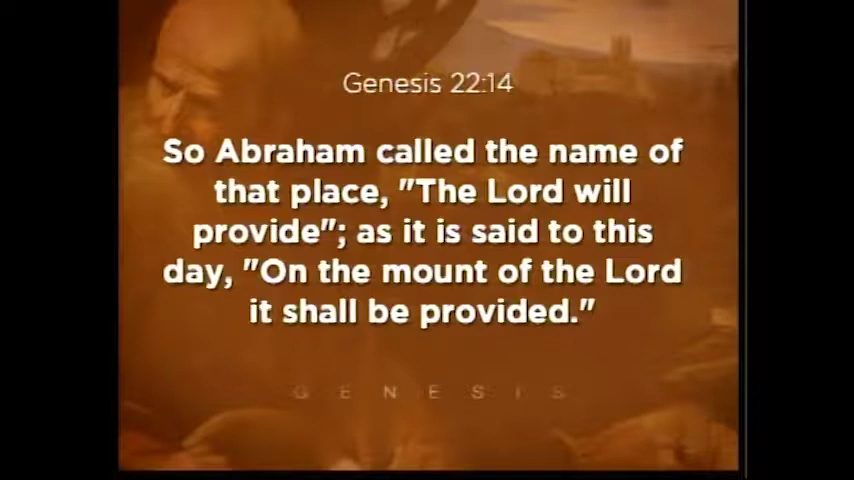 Genesis 22:14
So Abraham called the name of
that place, "The Lord will
provide"; as it is said to this
day, "On the mount of the Lord
it shall be provided."
G E N E S I S